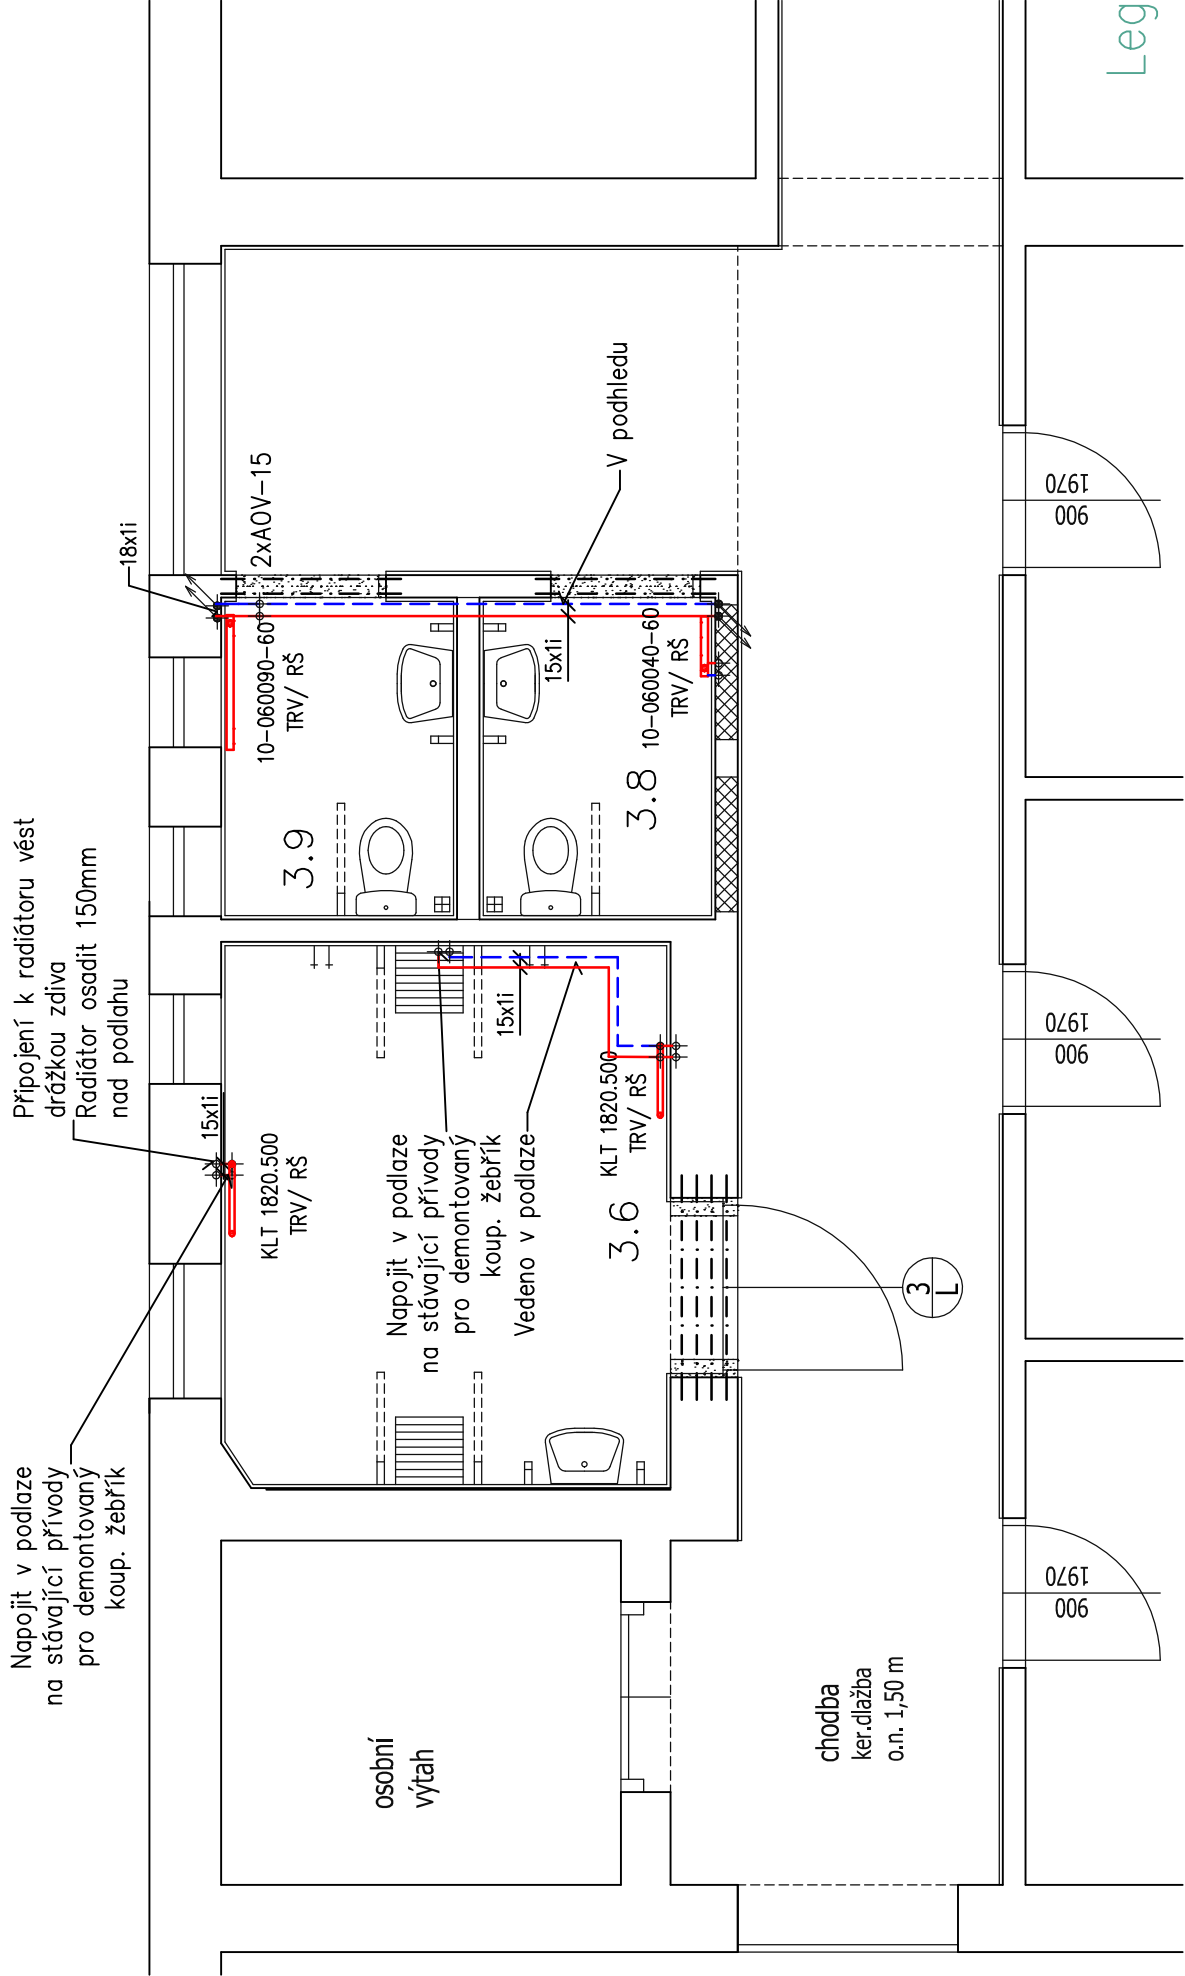 Napojit v podlaze
na stávající přívody
pro demontovaný
koup. žebřík
Připojení k radiátoru vést
drážkou zdiva
Radiátor osadit 150mm
nad podlahu
15x1i
18x1i
KLT 1820.500
TRV/ RŠ
10-060090-60
TRV/ RŠ
2xAOV-15
3.9
Napojit v podlaze
na stávající přívody
pro demontovaný
koup. žebřík
Vedeno v podlaze
15x1i
15x1i
V podhledu
KLT 1820.500
TRV/ RŠ
3.6
3.8
10-060040-60
TRV/ RŠ
osobní
výtah
3
L
chodba
ker.dlažba
o.n. 1,50 m
900
1970
900
1970
900
1970
Leg